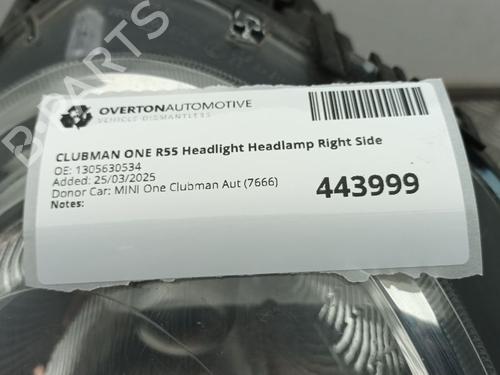 OVERTONAUTOMOTIVE
VEHICLE DISMANTLERS
CLUBMAN ONE R55 Headlight Headlamp Right Side
OE: 1305630534
Added: 25/03/2025
Donor Car: MINI One Clubman Aut (7666)
Notes:
443999